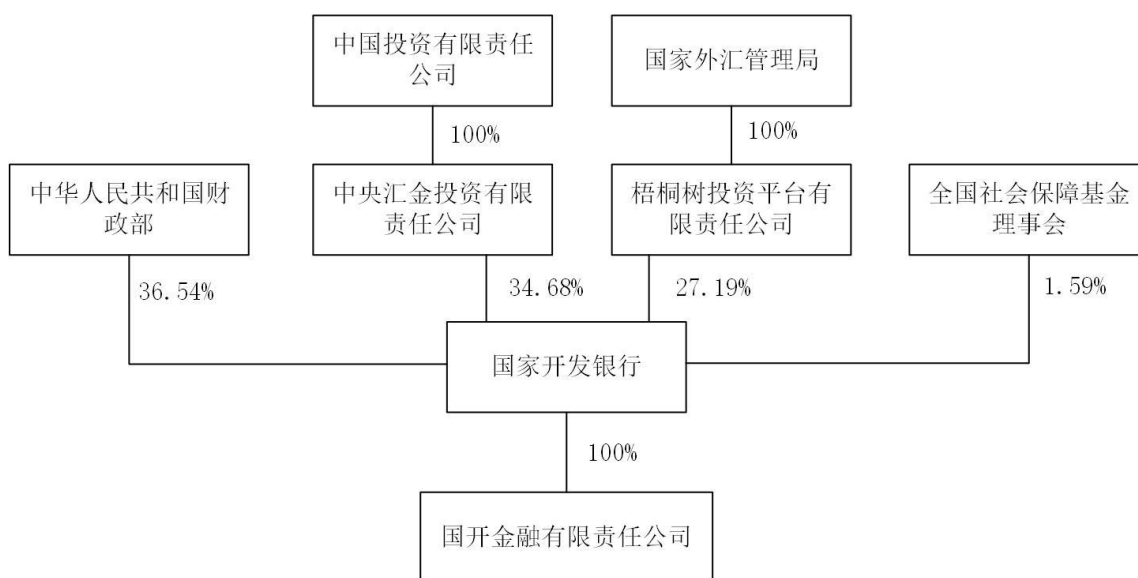 中国投资有限责任
公司
国家外汇管理局
100%
100%
中华人民共和国财
政部
中央汇金投资有限
责任公司
梧桐树投资平台有
限责任公司
全国社会保障基金
理事会
36.54%
34.68%
27.19%
1.59%
国家开发银行
100%
国开金融有限责任公司